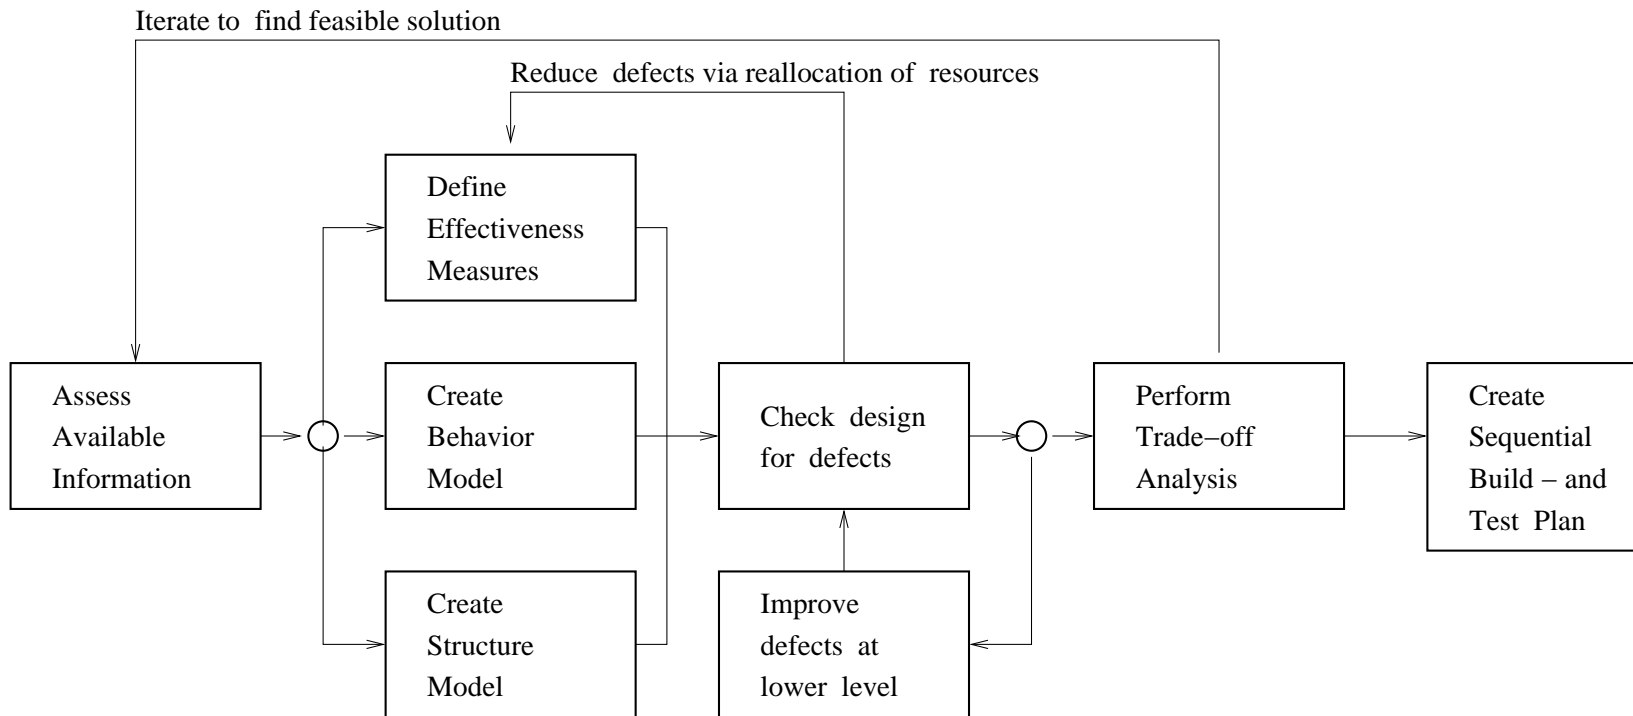 Iterate to find feasible solution
Reduce defects via reallocation of resources
Define
Effectiveness
Measures
Assess
Available
Information
Create
Behavior
Model
Check design
for defects
Perform
Trade–off
Analysis
Create
Sequential
Build – and
Test Plan
Create
Structure
Model
Improve
defects at
lower level